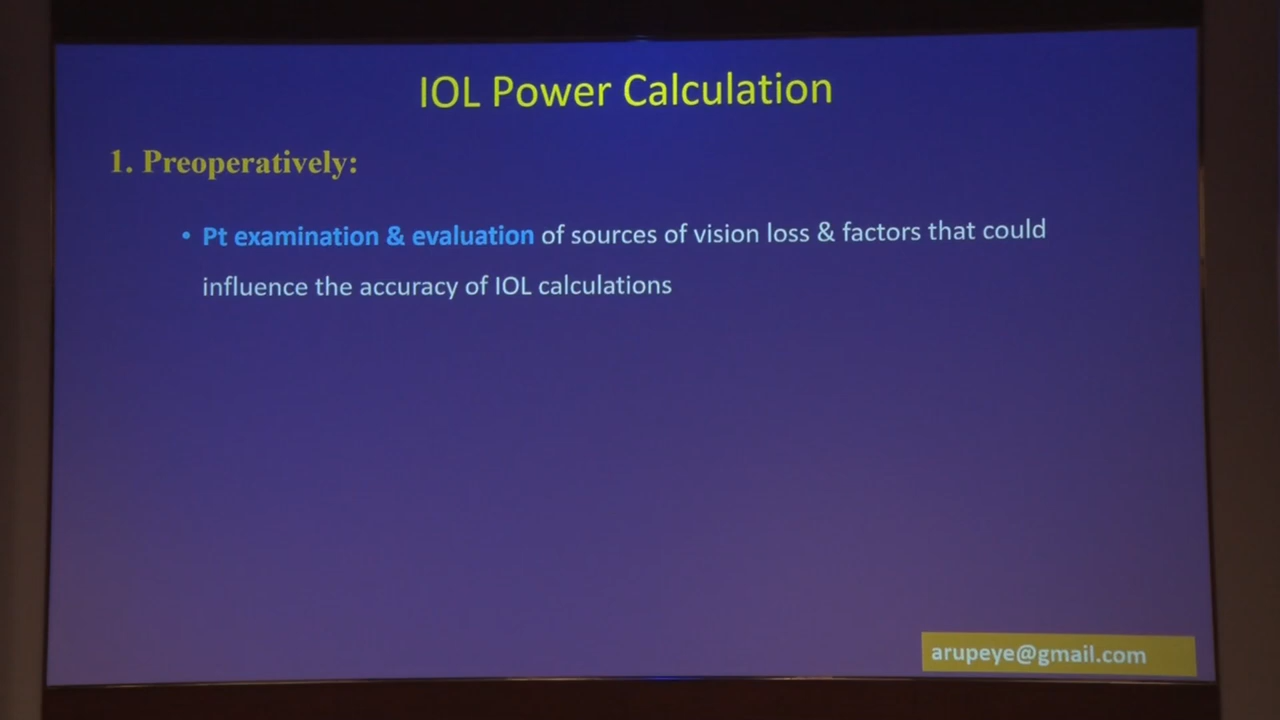 IOL Power Calculation
1. Preoperatively:
• Pt examination & evaluation of sources of vision loss & factors that could
influence the accuracy of IOL calculations
arupeye@gmail.com